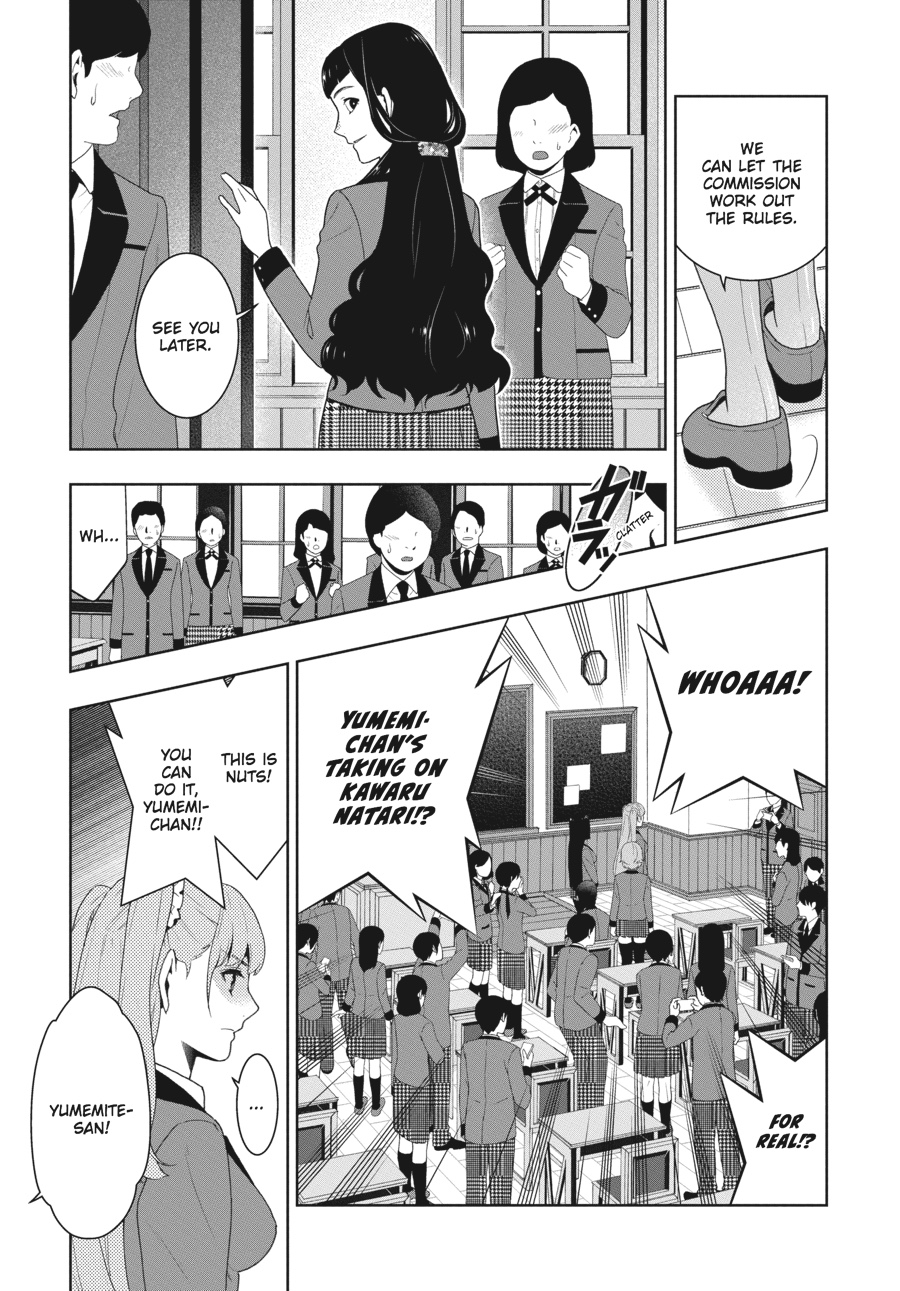 WE
CAN LET THE
COMMISSION
WORK OUT
THE RULES.
SEE YOU
LATER.
ガラッ
CLATTER
WH...
WHOAAA!
YUMEMI-
CHAN'S
TAKING ON
KAWARU
NATARI!?
FOR
REAL!?
THIS IS
NUTS!
YOU
CAN
DO IT,
YUMEMI-
CHAN!!
...
YUMEMITE-
SAN!